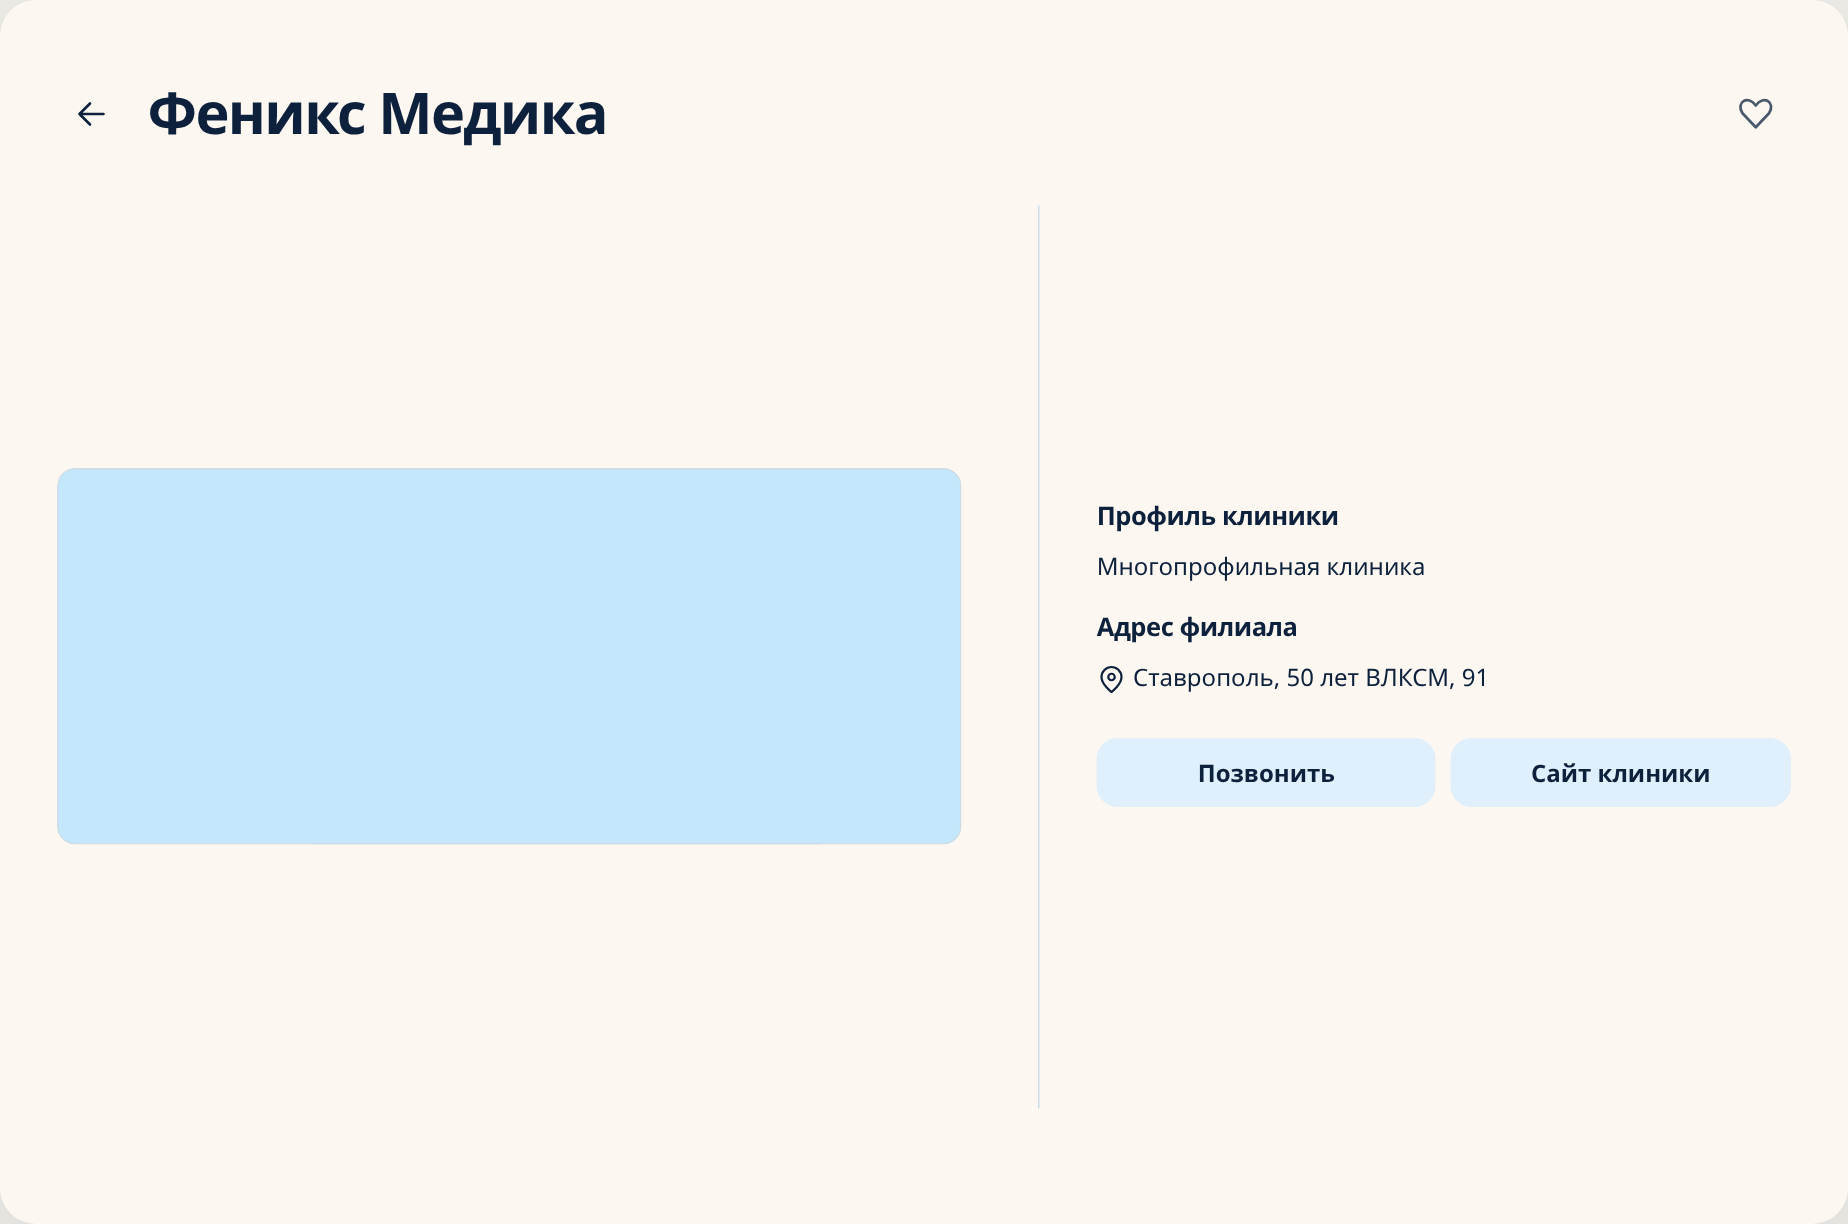 Феникс Медика
Профиль клиники
Многопрофильная клиника
Адрес филиала
Ставрополь, 50 лет ВЛКСМ, 91
Позвонить
Сайт клиники